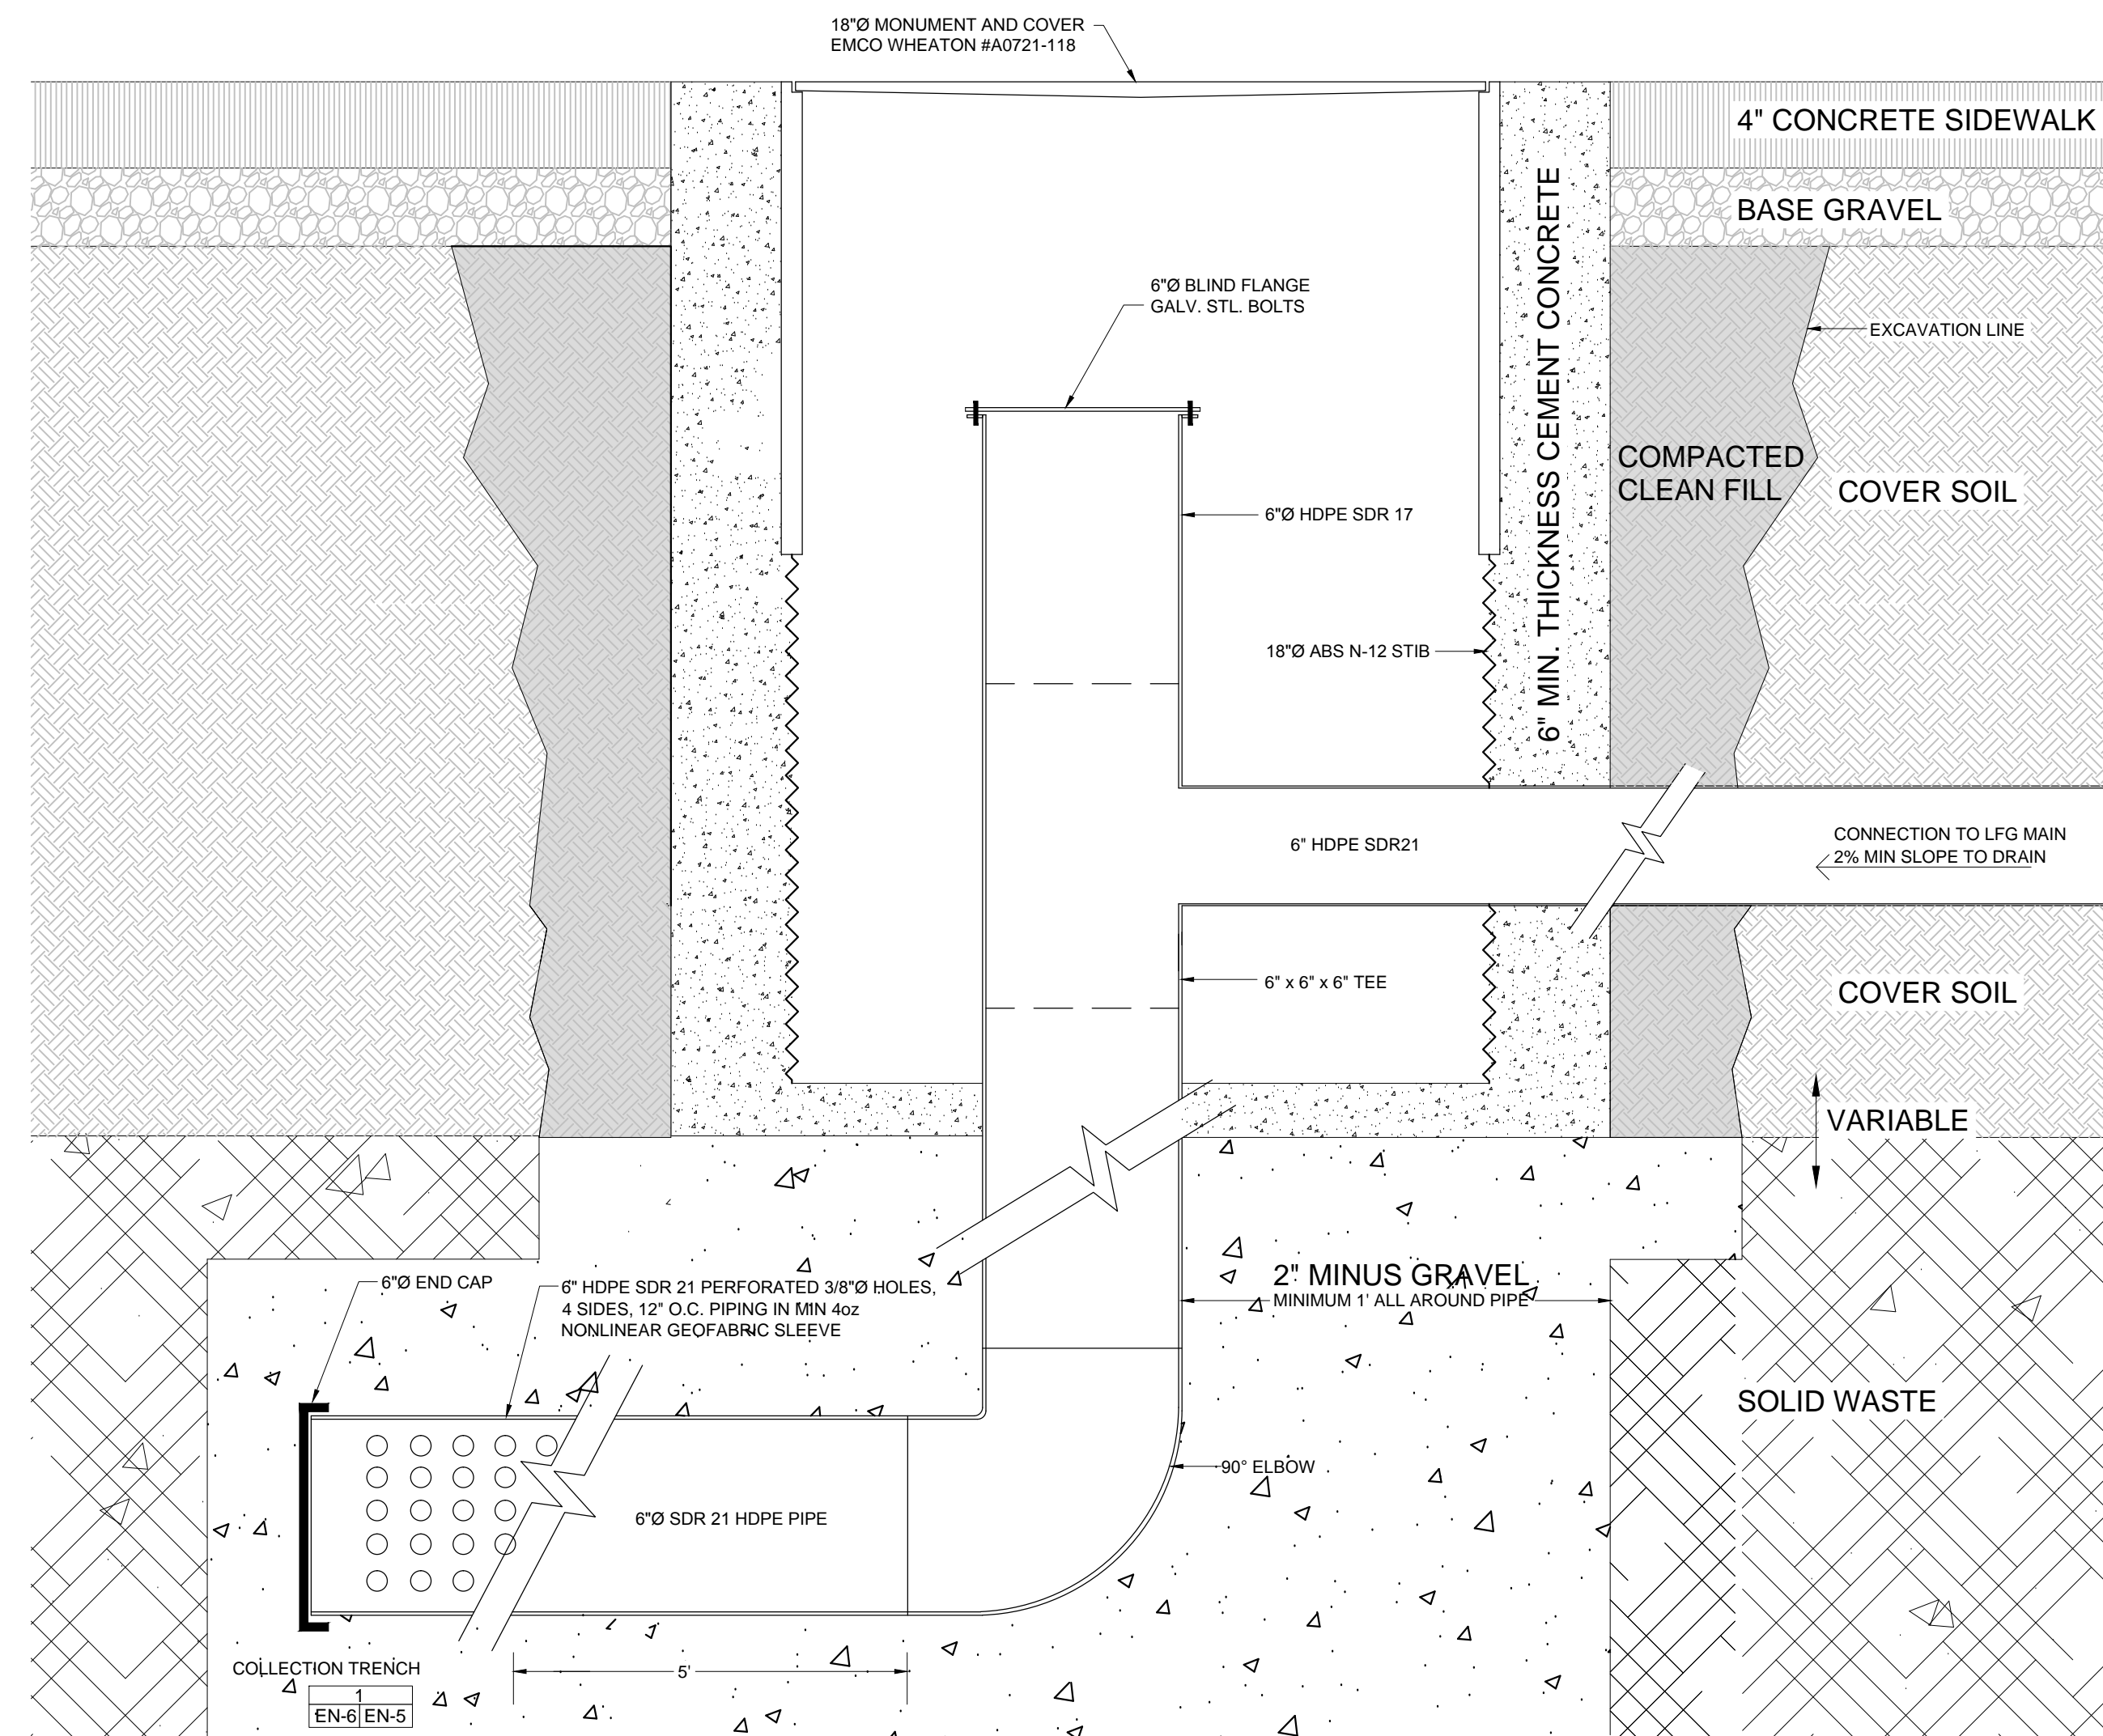 18"Ø MONUMENT AND COVER
EMCO WHEATON #A0721-118
4" CONCRETE SIDEWALK
BASE GRAVEL
6" MIN. THICKNESS CEMENT CONCRETE
6"Ø BLIND FLANGE
GALV. STL. BOLTS
EXCAVATION LINE
COMPACTED
CLEAN FILL
COVER SOIL
6"Ø HDPE SDR 17
18"Ø ABS N-12 STIB
6" HDPE SDR21
CONNECTION TO LFG MAIN
2% MIN SLOPE TO DRAIN
6" x 6" x 6" TEE
COVER SOIL
VARIABLE
2" MINUS GRAVEL
MINIMUM 1' ALL AROUND PIPE
6"Ø END CAP
6" HDPE SDR 21 PERFORATED 3/8"Ø HOLES,
4 SIDES, 12" O.C. PIPING IN MIN 4oz
NONLINEAR GEOFABRIC SLEEVE
SOLID WASTE
90° ELBOW
6"Ø SDR 21 HDPE PIPE
COLLECTION TRENCH
5'
1
EN-6 EN-5